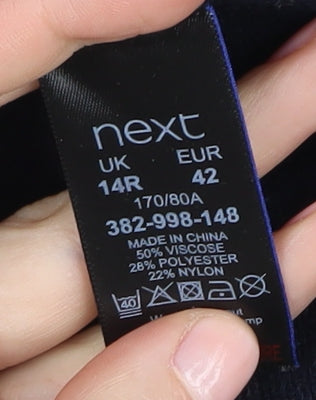 next
UK EUR
14R 42
170/80A
382-998-148
MADE IN CHINA
50% VISCOSE
28% POLYESTER
22% NYLON
40